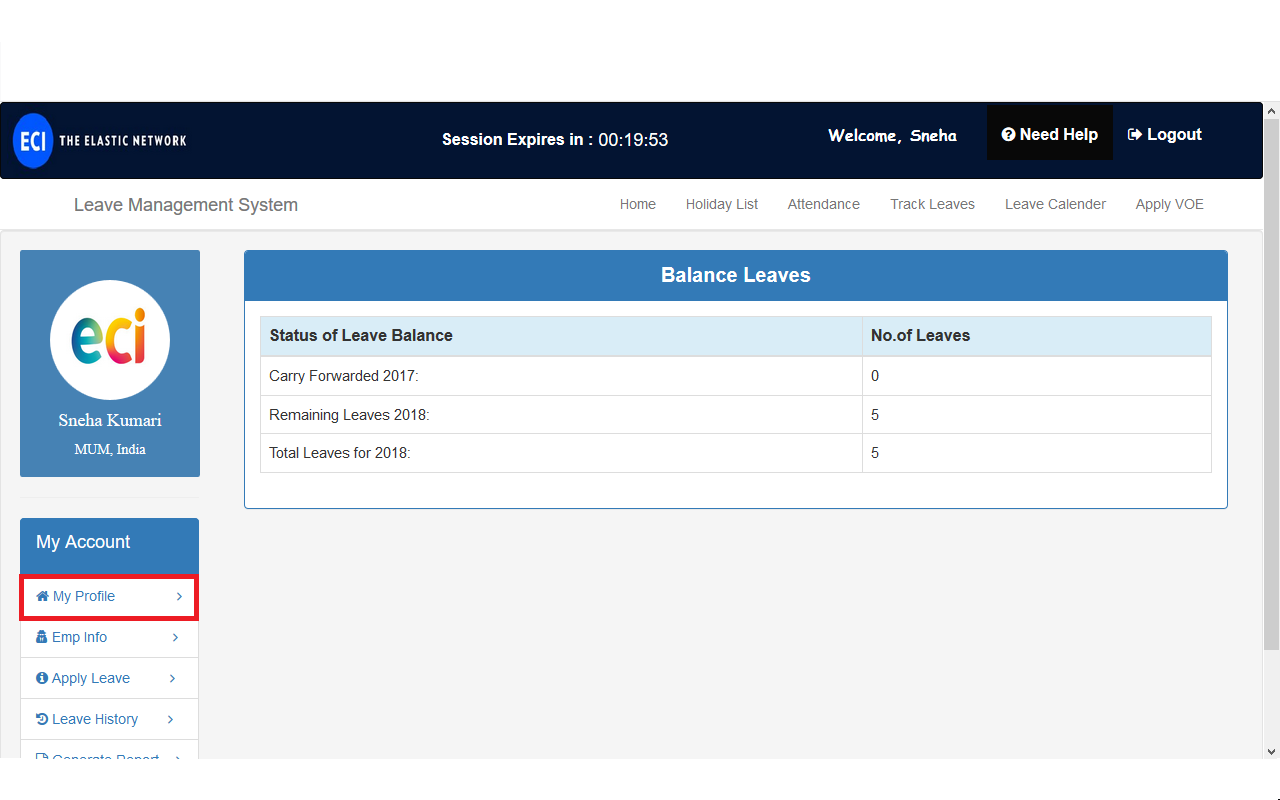 ECI THE ELASTIC NETWORK
Session Expires in : 00:19:53
Welcome, Sneha
Need Help
Logout
Leave Management System
Home Holiday List Attendance Track Leaves Leave Calender Apply VOE
eci
Sneha Kumari
MUM, India
Balance Leaves
Status of Leave Balance No.of Leaves
Carry Forwarded 2017: 0
Remaining Leaves 2018: 5
Total Leaves for 2018: 5
My Account
My Profile
Emp Info
Apply Leave
Leave History
Generate Report